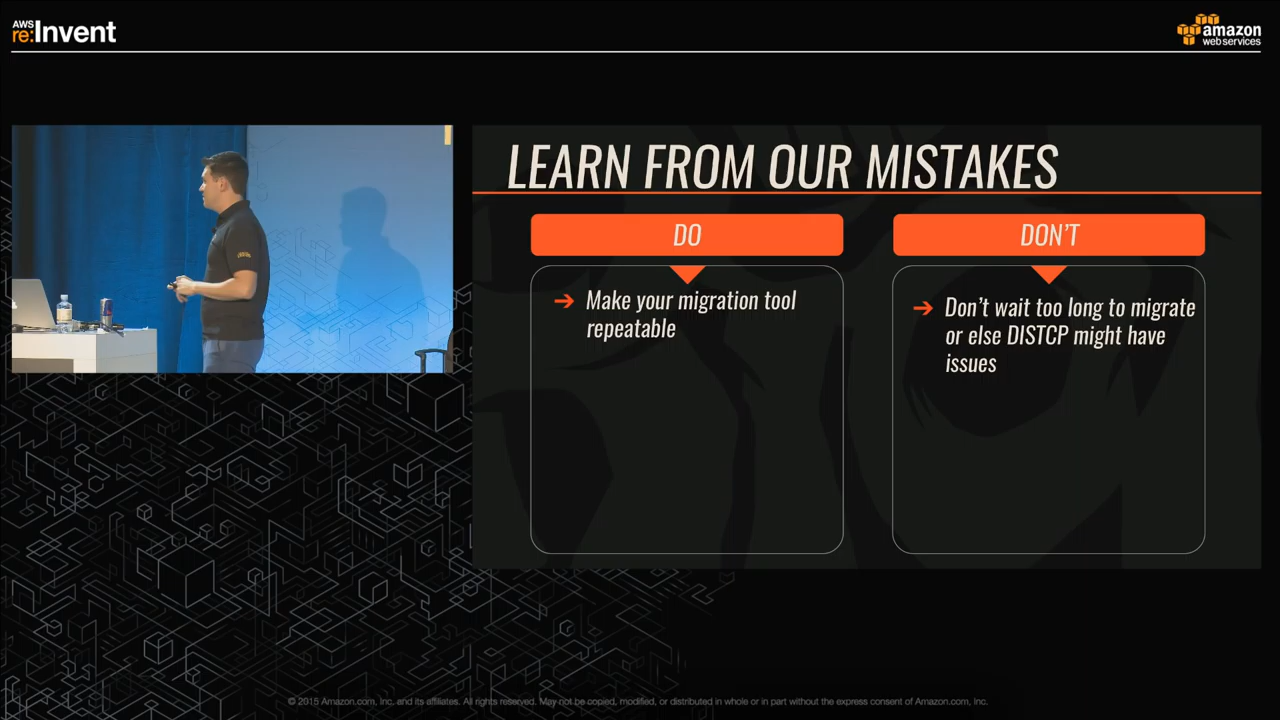 AWS
re:Invent
amazon
web services
LEARN FROM OUR MISTAKES
DO
DON'T
➔ Make your migration tool
repeatable
➔ Don't wait too long to migrate
or else DISTCP might have
issues
© 2015 Amazon.com, Inc. and its affiliates. All rights reserved. May not be copied, modified, or distributed in whole or in part without the express consent of Amazon.com, Inc.